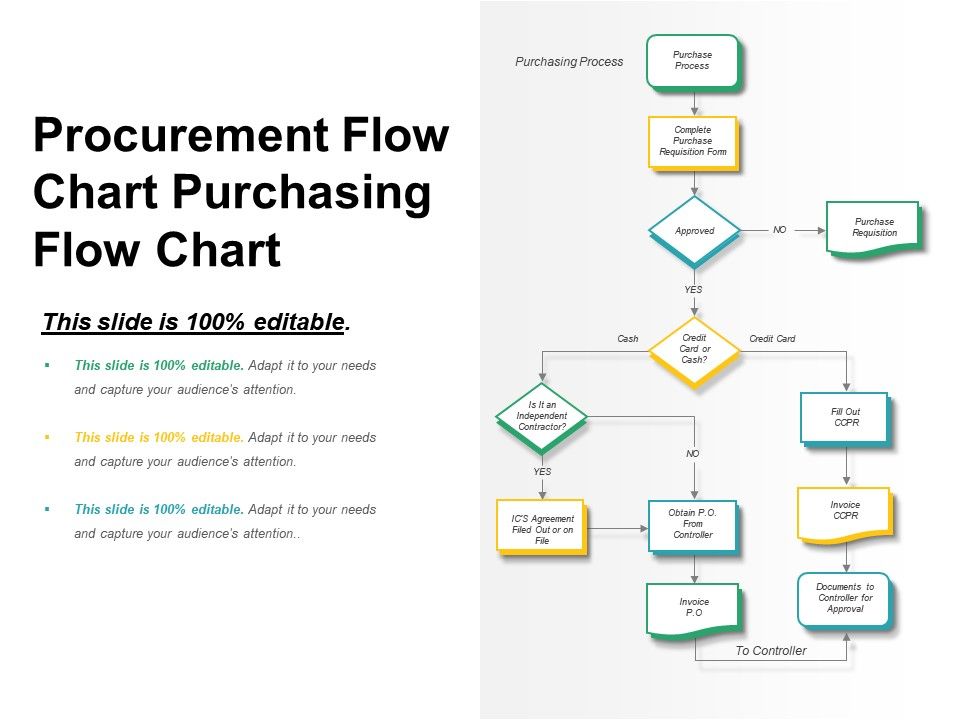 Procurement Flow
Chart Purchasing
Flow Chart
This slide is 100% editable.
This slide is 100% editable. Adapt it to your needs
and capture your audience's attention.
This slide is 100% editable. Adapt it to your needs
and capture your audience's attention.
This slide is 100% editable. Adapt it to your needs
and capture your audience's attention..
Purchasing Process
Purchase
Process
Complete
Purchase
Requisition Form
Approved
NO
Purchase
Requisition
YES
Cash
Credit
Card or
Cash?
Credit Card
Is It an
Independent
Contractor?
Fill Out
CCPR
NO
YES
IC'S Agreement
Filed Out or on
File
Obtain P.O.
From
Controller
Invoice
CCPR
Invoice
P.O
Documents to
Controller for
Approval
To Controller